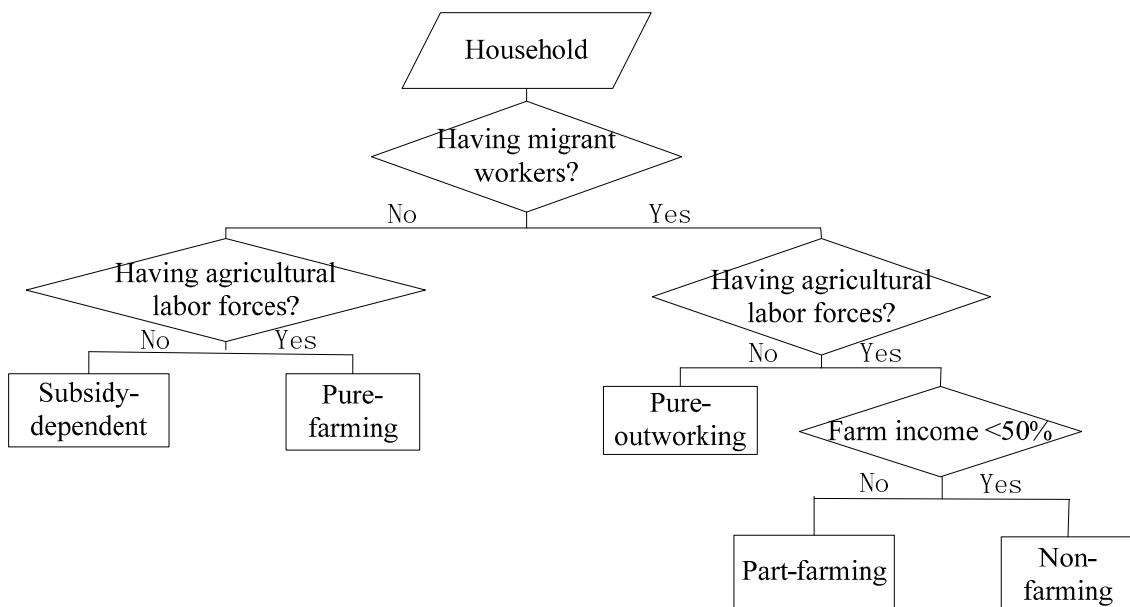 Household
Having migrant
workers?
No
Yes
Having agricultural
labor forces?
Having agricultural
labor forces?
No
Yes
No
Yes
Subsidy-
dependent
Pure-
farming
Pure-
outworking
Farm income <50%
No
Yes
Part-farming
Non-
farming